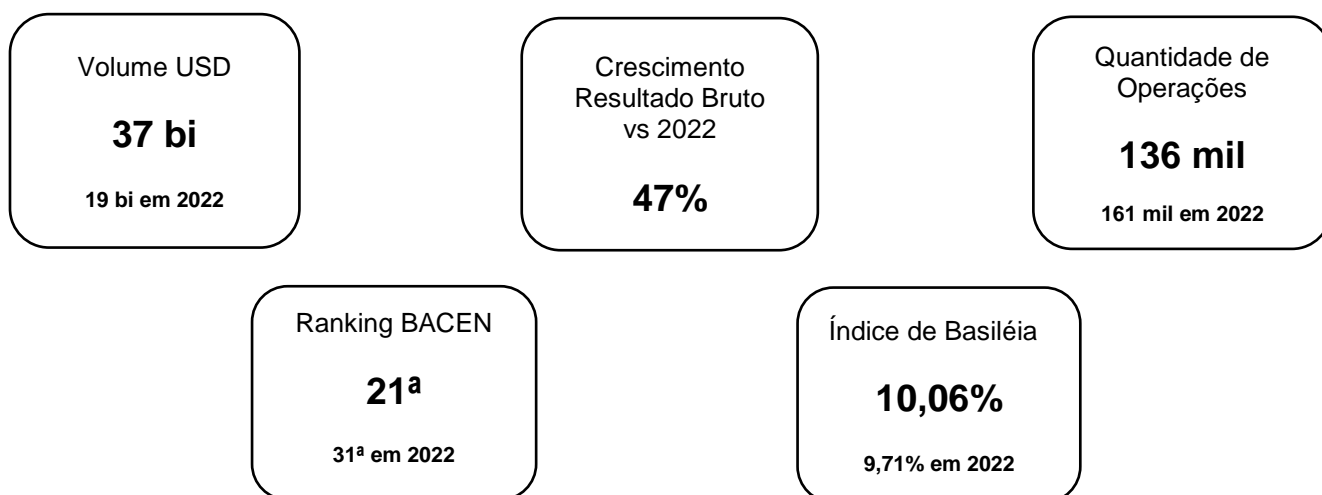 Volume USD
37 bi
19 bi em 2022
Crescimento
Resultado Bruto
vs 2022
47%
Quantidade de
Operações
136 mil
161 mil em 2022
Ranking BACEN
21ª
31ª em 2022
Índice de Basiléia
10,06%
9,71% em 2022